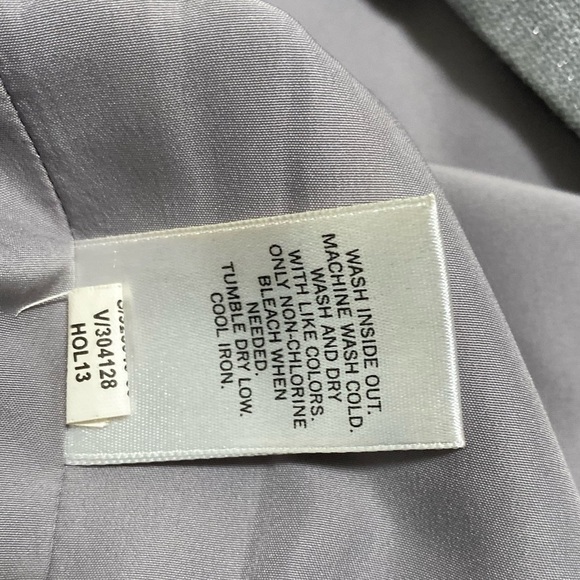 WASH INSIDE OUT.
MACHINE WASH COLD.
WASH AND DRY
WITH LIKE COLORS.
ONLY NON-CHLORINE
BLEACH WHEN
NEEDED.
TUMBLE DRY LOW.
COOL IRON.
V/304128
HOL13